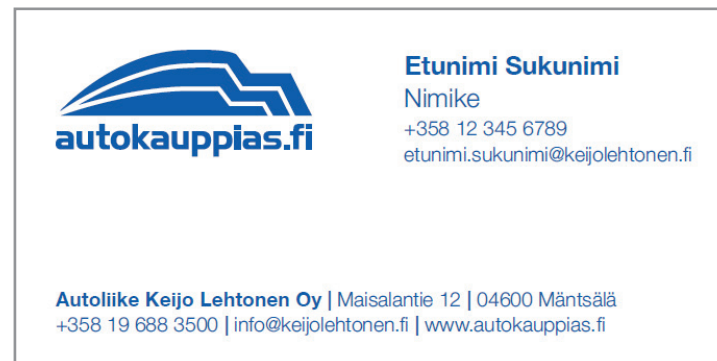 autokauppias.fi
Etunimi Sukunimi
Nimike
+358 12 345 6789
etunimi.sukunimi@keijolehtonen.fi
Autoliike Keijo Lehtonen Oy | Maisalantie 12 | 04600 Mäntsälä
+358 19 688 3500 | info@keijolehtonen.fi | www.autokauppias.fi